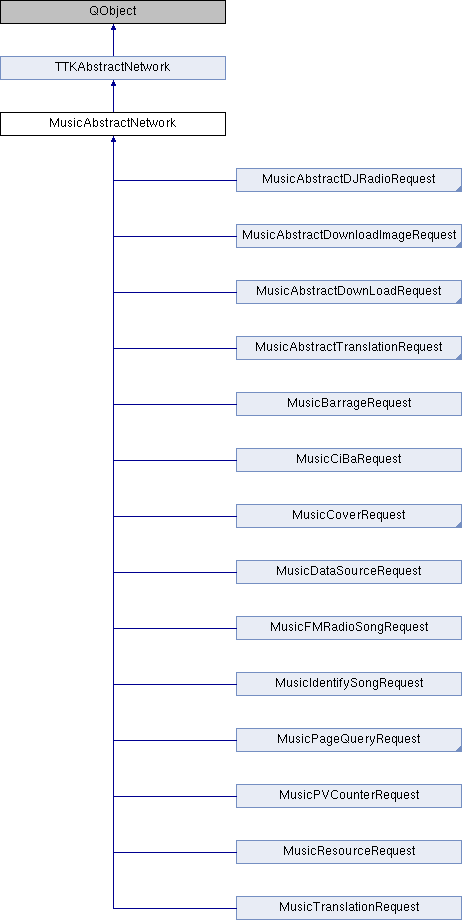 QObject
TTKAbstractNetwork
MusicAbstractNetwork
MusicAbstractDJRadioRequest
MusicAbstractDownloadImageRequest
MusicAbstractDownLoadRequest
MusicAbstractTranslationRequest
MusicBarrageRequest
MusicCiBaRequest
MusicCoverRequest
MusicDataSourceRequest
MusicFMRadioSongRequest
MusicIdentifySongRequest
MusicPageQueryRequest
MusicPVCounterRequest
MusicResourceRequest
MusicTranslationRequest